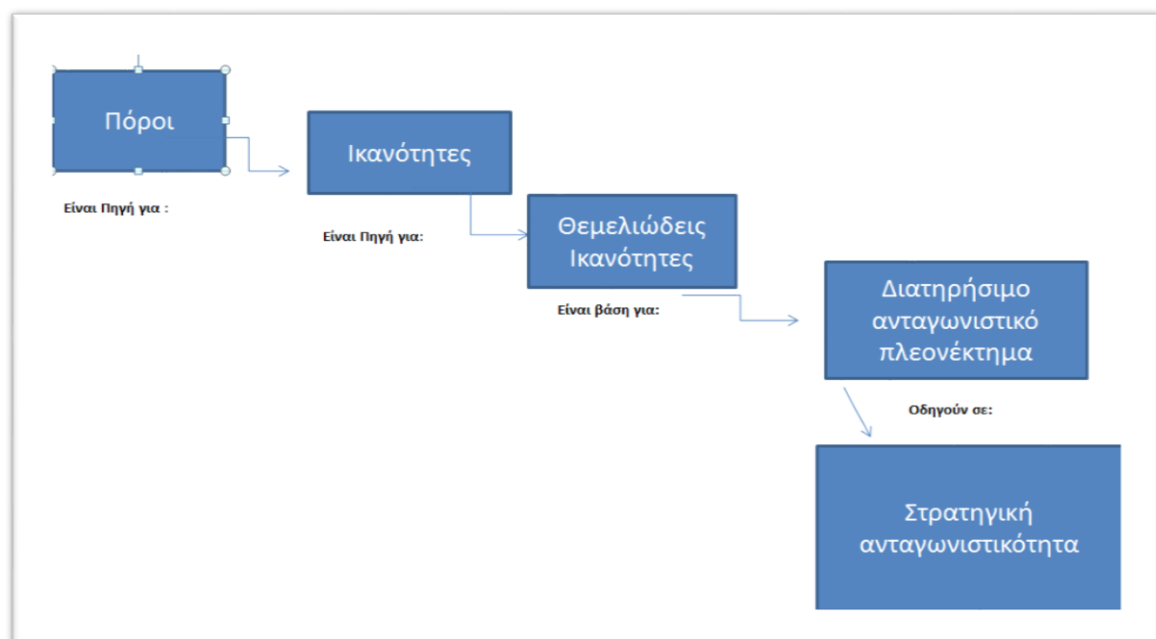 Πόροι
Είναι Πηγή για :
Ικανότητες
Είναι Πηγή για:
Θεμελιώδεις
Ικανότητες
Είναι βάση για:
Διατηρήσιμο
ανταγωνιστικό
πλεονέκτημα
Οδηγούν σε:
Στρατηγική
ανταγωνιστικότητα